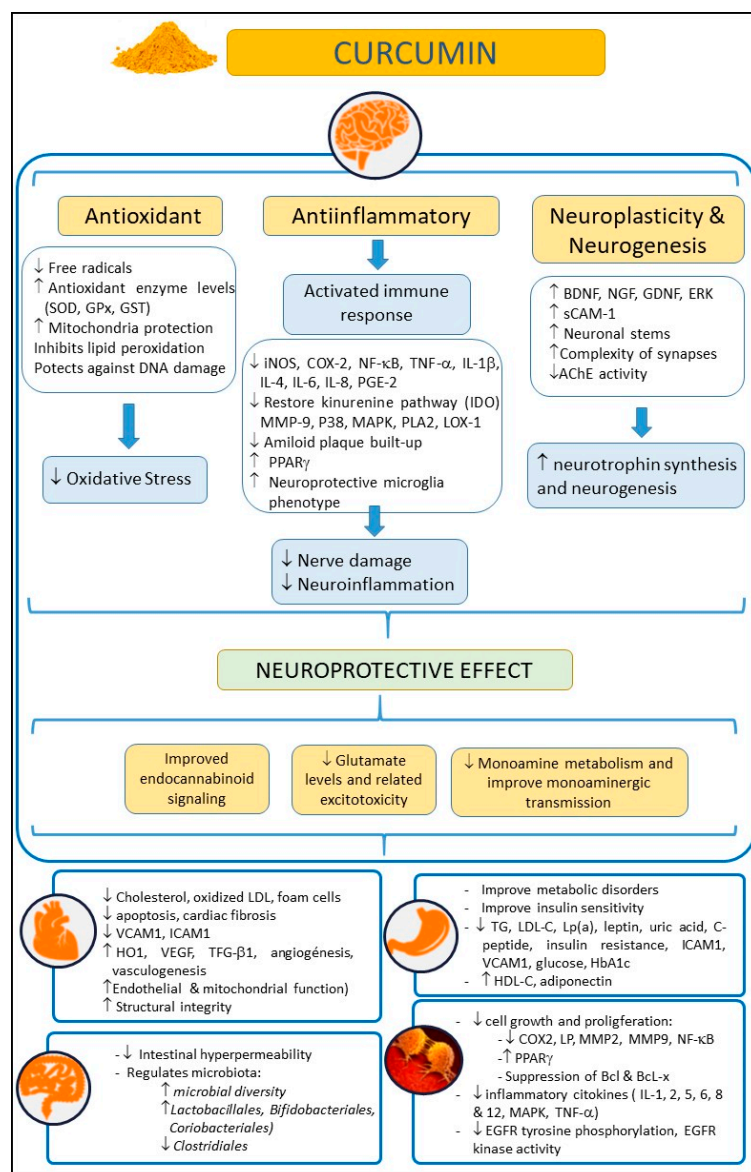 CURCUMIN
Antioxidant
↓ Free radicals
↑ Antioxidant enzyme levels
(SOD, GPx, GST)
↑ Mitochondria protection
Inhibits lipid peroxidation
Potects against DNA damage
↓ Oxidative Stress
Antiinflammatory
Activated immune
response
↓ iNOS, COX-2, NF-κB, TNF-α, IL-1β,
IL-4, IL-6, IL-8, PGE-2
↓ Restore kinurenine pathway (IDO)
MMP-9, P38, MAPK, PLA2, LOX-1
↓ Amiloid plaque built-up
↑ PPARγ
↑ Neuroprotective microglia
phenotype
↓ Nerve damage
↓ Neuroinflammation
Neuroplasticity &
Neurogenesis
↑ BDNF, NGF, GDNF, ERK
↑ sCAM-1
↑ Neuronal stems
↑Complexity of synapses
↓AChE activity
↑ neurotrophin synthesis
and neurogenesis
NEUROPROTECTIVE EFFECT
Improved
endocannabinoid
signaling
↓ Glutamate
levels and related
excitotoxicity
↓ Monoamine metabolism and
improve monoaminergic
transmission
↓ Cholesterol, oxidized LDL, foam cells
↓ apoptosis, cardiac fibrosis
↓ VCAM1, ICAM1
↑ HO1, VEGF, TFG-β1, angiogénesis,
vasculogenesis
↑Endothelial & mitochondrial function)
↑ Structural integrity
- Improve metabolic disorders
- Improve insulin sensitivity
- ↓ TG, LDL-C, Lp(a), leptin, uric acid, C-
peptide, insulin resistance, ICAM1,
VCAM1, glucose, HbA1c
- ↑ HDL-C, adiponectin
- ↓ Intestinal hyperpermeability
- Regulates microbiota:
↑ microbial diversity
↑Lactobacillales, Bifidobacteriales,
Coriobacteriales)
↓ Clostridiales
- ↓ cell growth and proligferation:
-↓ COX2, LP, MMP2, MMP9, NF-κB
-↑ PPARγ
-Suppression of Bcl & BcL-x
- ↓ inflammatory citokines ( IL-1, 2, 5, 6, 8
& 12, MAPK, TNF-α)
- ↓ EGFR tyrosine phosphorylation, EGFR
kinase activity